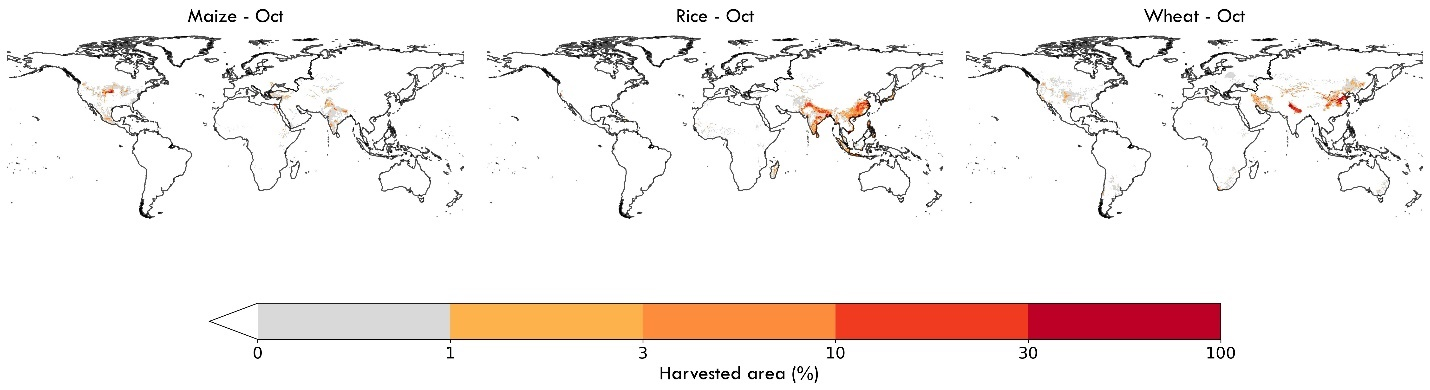 Maize - Oct
Rice - Oct
Wheat - Oct
0 1 3 10 30 100
Harvested area (%)